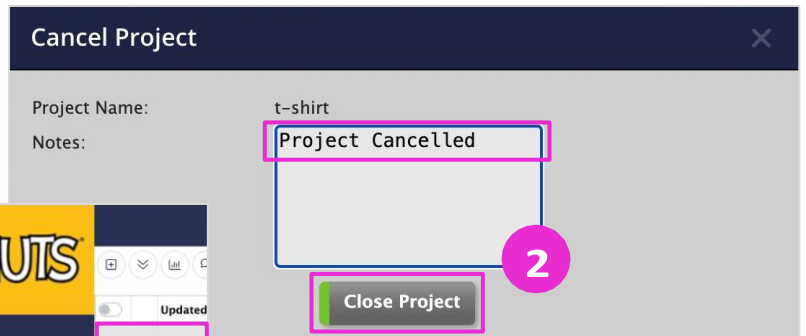 Cancel Project
Project Name: t-shirt
Notes: Project Cancelled
2
Close Project
UTS
Updated